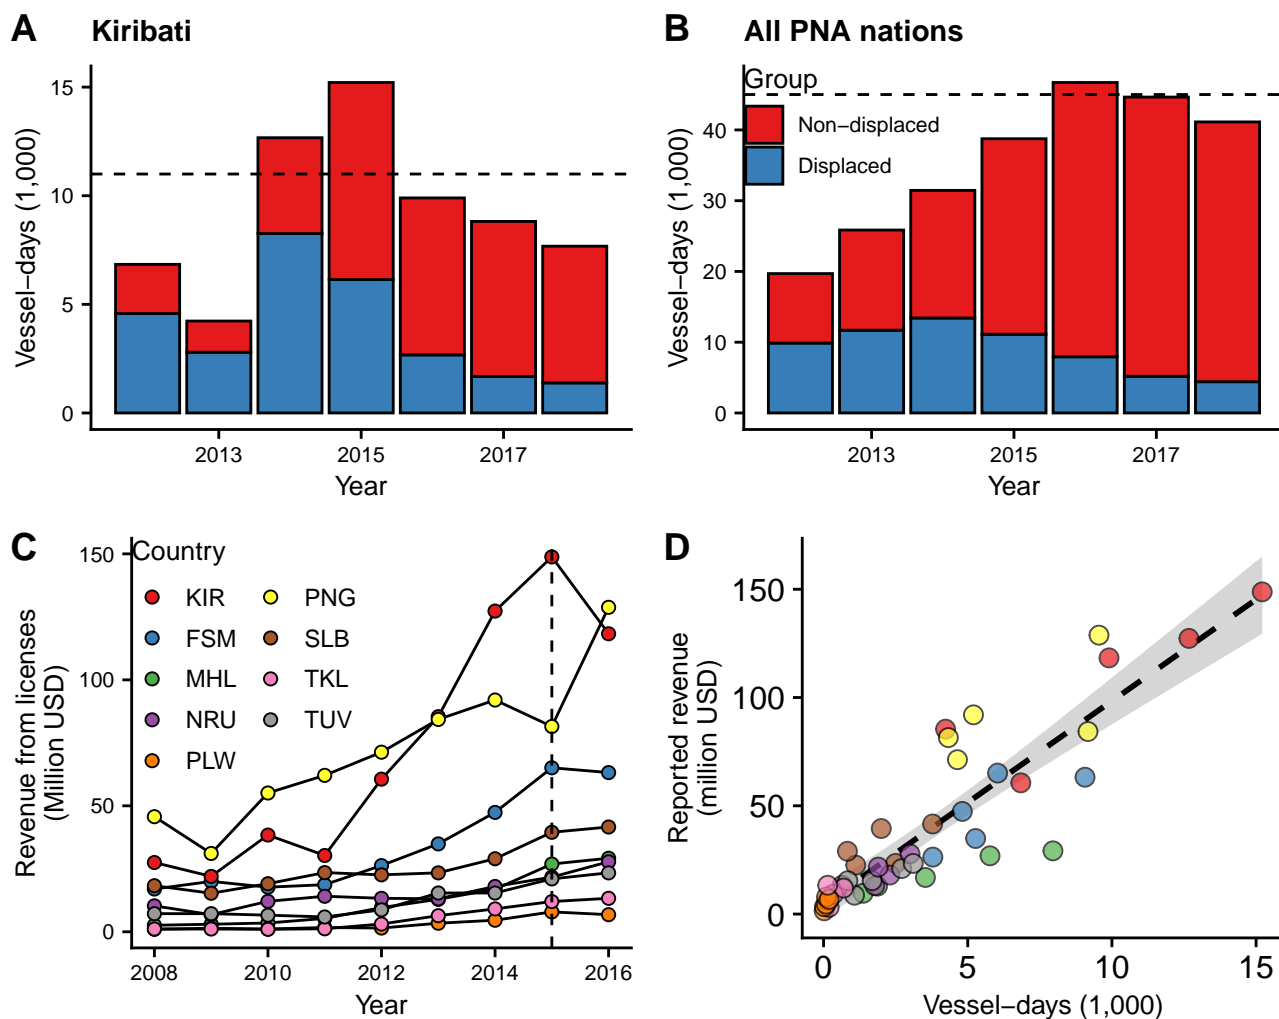 A Kiribati
Vessel−days (1,000)
15
10
5
0
2013 2015 2017
Year
B All PNA nations
Group
Non−displaced
Displaced
Vessel−days (1,000)
40
30
20
10
0
2013 2015 2017
Year
C
Country
KIR PNG
FSM SLB
MHL TKL
NRU TUV
PLW
Revenue from licenses
(Million USD)
150
100
50
0
2008 2010 2012 2014 2016
Year
D
Reported revenue
(million USD)
150
100
50
0
0 5 10 15
Vessel−days (1,000)